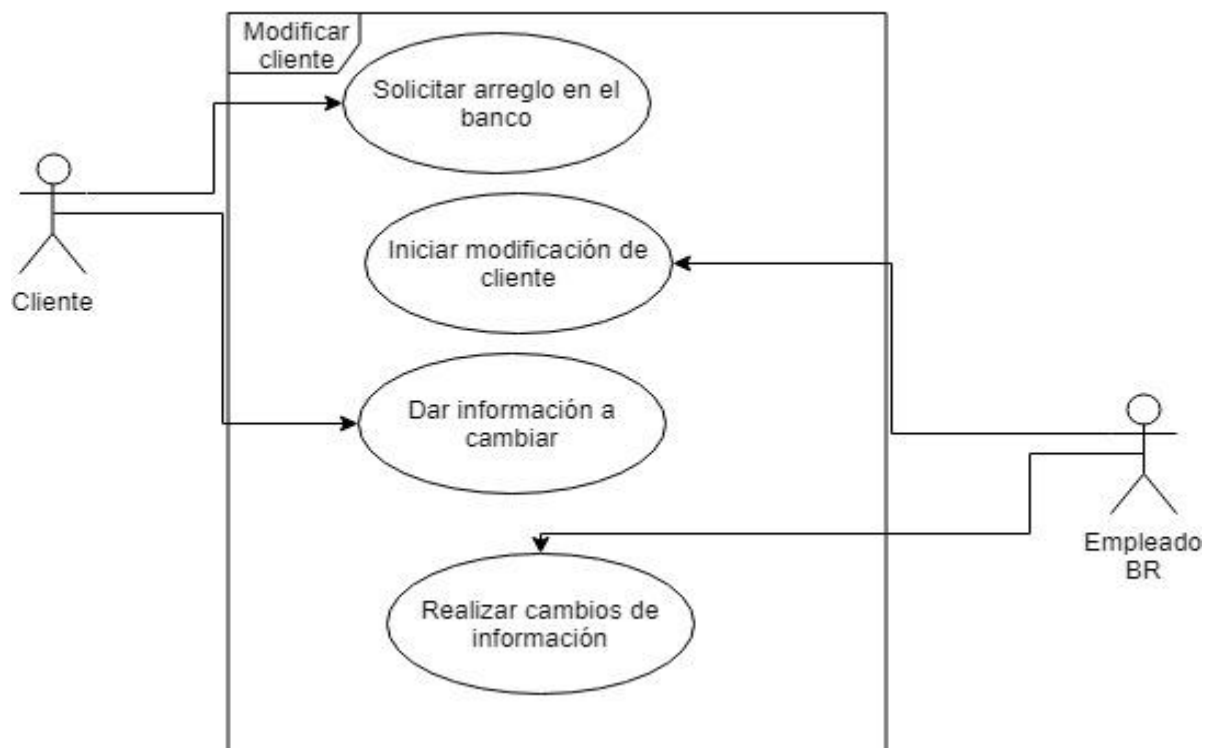 Modificar
cliente
Solicitar arreglo en el
banco
Iniciar modificación de
cliente
Cliente
Dar información a
cambiar
Empleado
BR
Realizar cambios de
información